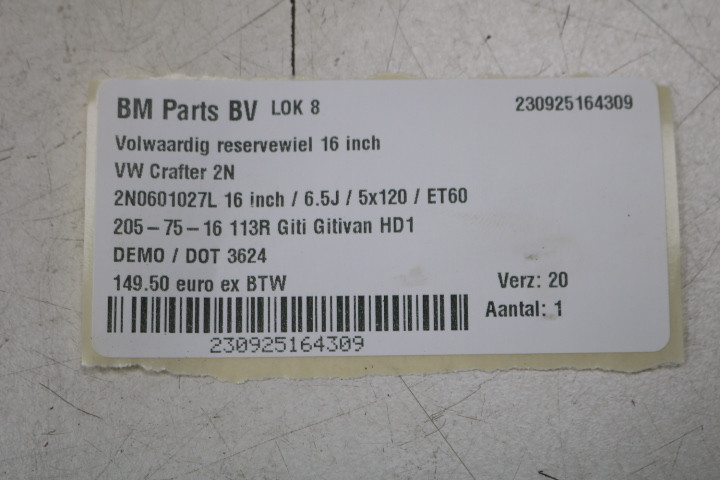 BM Parts BV LOK 8 230925164309
Volwaardig reservewiel 16 inch
VW Crafter 2N
2N0601027L 16 inch / 6.5J / 5x120 / ET60
205-75-16 113R Giti Gitivan HD1
DEMO / DOT 3624
149.50 euro ex BTW Verz: 20
Aantal: 1
230925164309